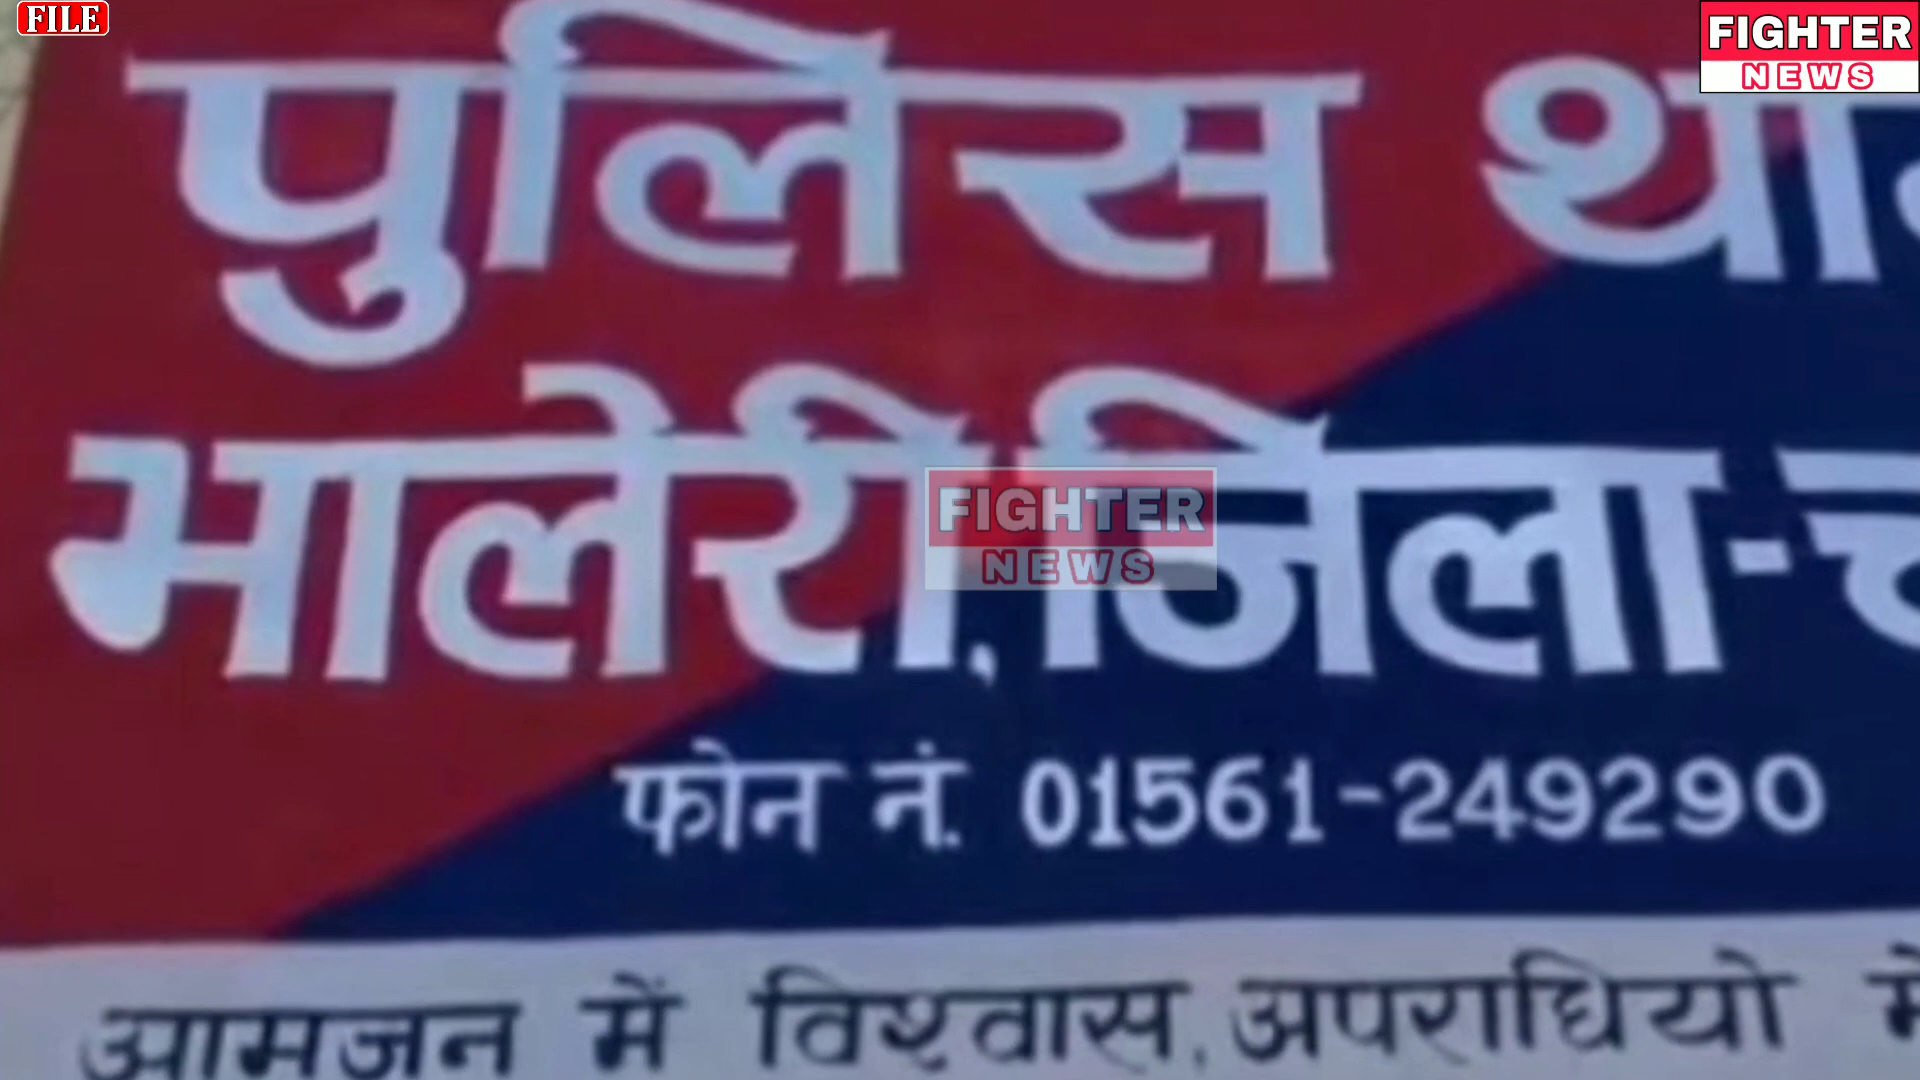 FILE
FIGHTER
NEWS
पुलिस
भालेरी, जिला-
FIGHTER
NEWS
फोन नं. 01561-249290
आमजन में विश्वास, अपराधियो में